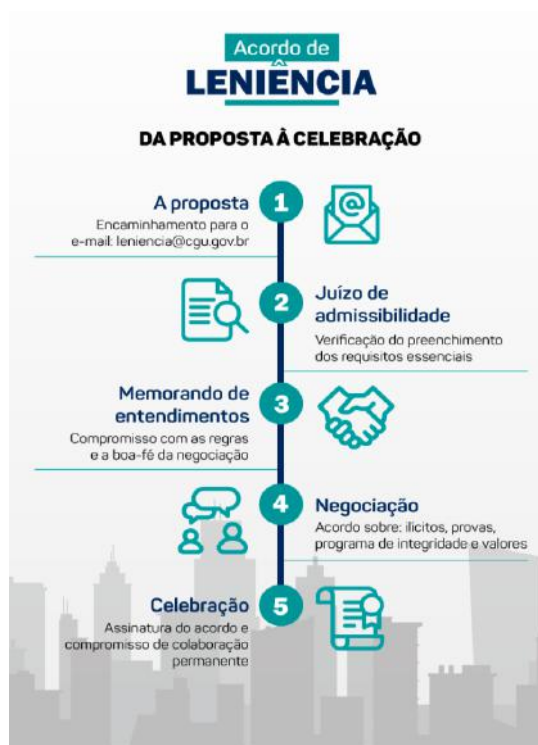 Acordo de
LENIÊNCIA
DA PROPOSTA À CELEBRAÇÃO
A proposta
Encaminhamento para o
e-mail: leniencia@cgu.gov.br
1
@
2
Juízo de
admissibilidade
Verificação do preenchimento
dos requisitos essenciais
Memorando de
entendimentos
Compromisso com as regras
e a boa-fé da negociação
3
4
Negociação
Acordo sobre: ilícitos, provas,
programa de integridade e valores
Celebração
Assinatura do acordo e
compromisso de colaboração
permanente
5